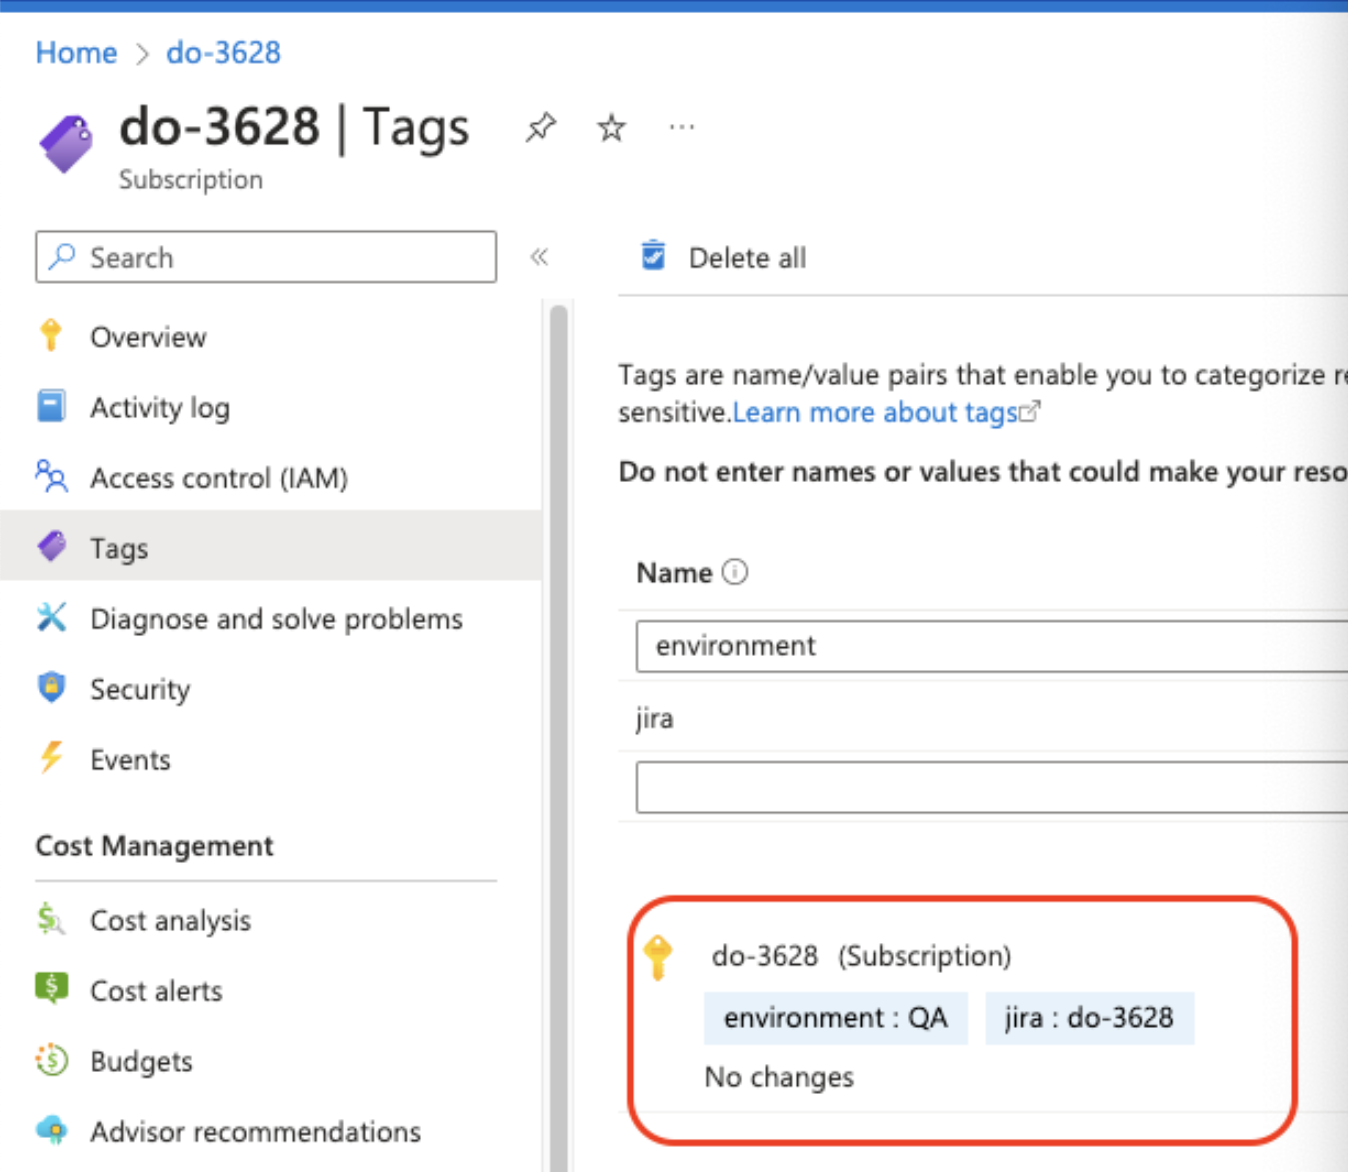 Home > do-3628
do-3628 | Tags
Subscription
Search
Overview
Activity log
Access control (IAM)
Tags
Diagnose and solve problems
Security
Events
Cost Management
Cost analysis
Cost alerts
Budgets
Advisor recommendations
Delete all
Tags are name/value pairs that enable you to categorize
sensitive.Learn more about tags
Do not enter names or values that could make your
Name
environment
jira
do-3628 (Subscription)
environment : QA jira : do-3628
No changes